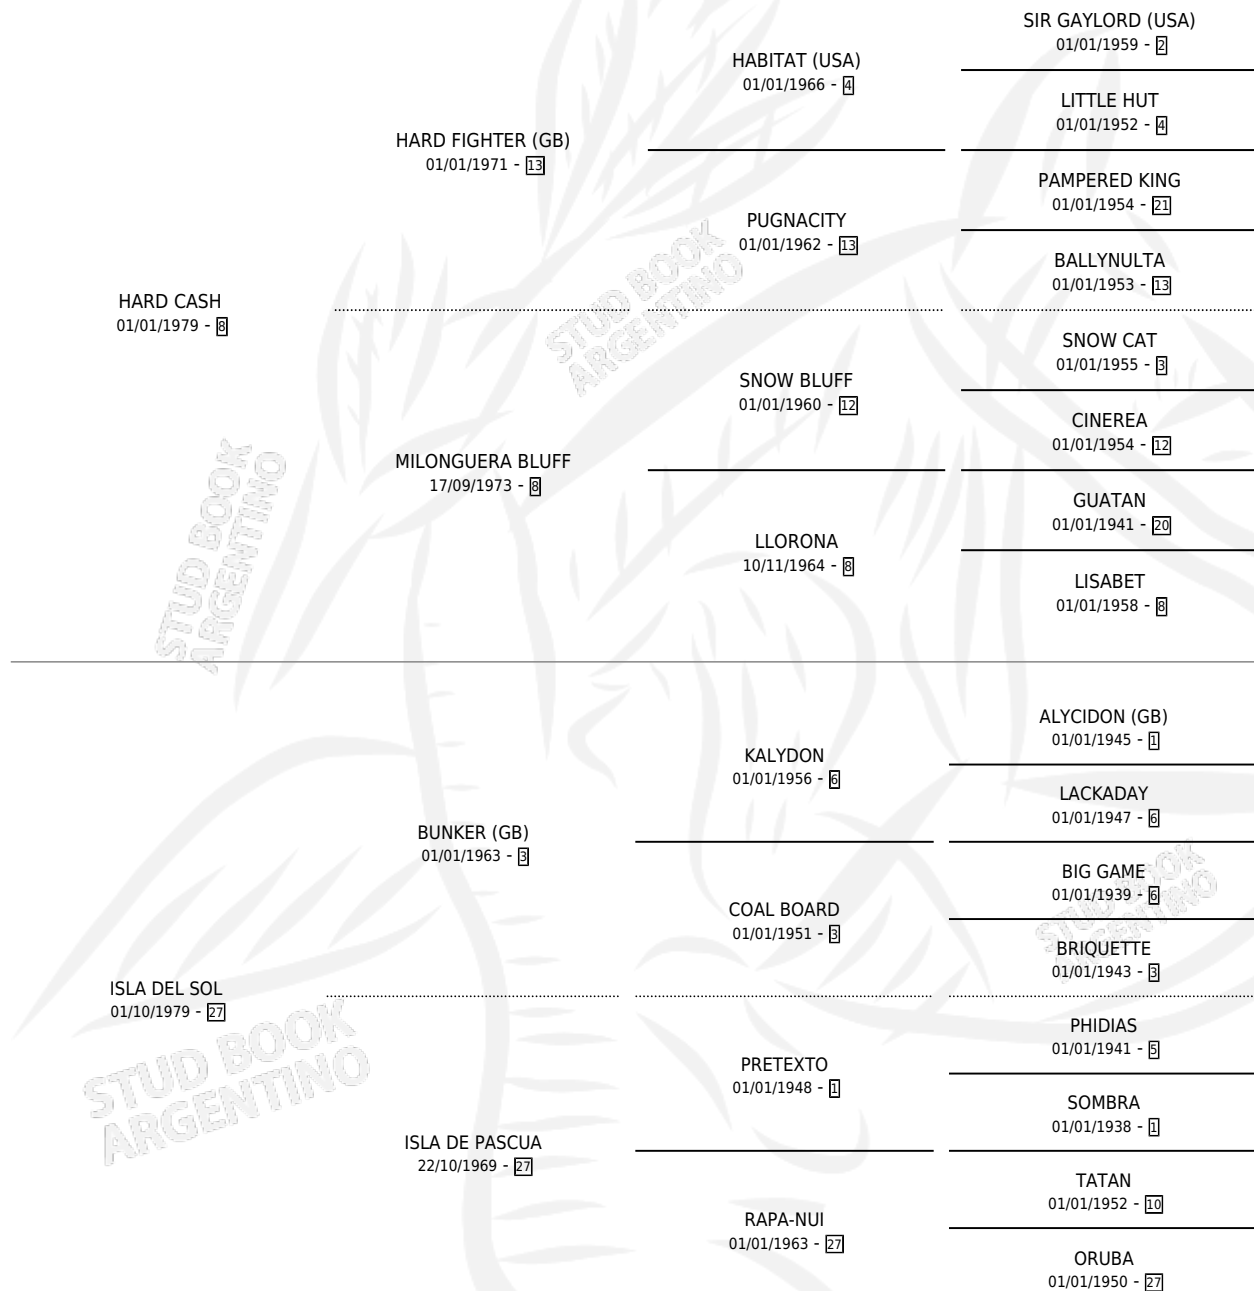 SIR GAYLORD (USA)
01/01/1959 - 2
HABITAT (USA)
01/01/1966 - 4
LITTLE HUT
01/01/1952 - 4
HARD FIGHTER (GB)
01/01/1971 - 13
PAMPERED KING
01/01/1954 - 21
PUGNACITY
01/01/1962 - 13
BALLYNULTA
01/01/1953 - 13
HARD CASH
01/01/1979 - 8
SNOW CAT
01/01/1955 - 3
SNOW BLUFF
01/01/1960 - 12
CINEREA
01/01/1954 - 12
MILONGUERA BLUFF
17/09/1973 - 8
GUATAN
01/01/1941 - 20
LLORONA
10/11/1964 - 8
LISABET
01/01/1958 - 8
ALYCIDON (GB)
01/01/1945 - 1
KALYDON
01/01/1956 - 6
LACKADAY
01/01/1947 - 6
BUNKER (GB)
01/01/1963 - 3
BIG GAME
01/01/1939 - 6
COAL BOARD
01/01/1951 - 3
BRIQUETTE
01/01/1943 - 3
ISLA DEL SOL
01/10/1979 - 27
PHIDIAS
01/01/1941 - 5
PRETEXTO
01/01/1948 - 1
SOMBRA
01/01/1938 - 1
ISLA DE PASCUA
22/10/1969 - 27
TATAN
01/01/1952 - 10
RAPA-NUI
01/01/1963 - 27
ORUBA
01/01/1950 - 27
STUD BOOK
ARGENTINO
STUD BOOK
ARGENTINO
STUD BOOK
ARGENTINO
STUD BOOK
ARGENTINO